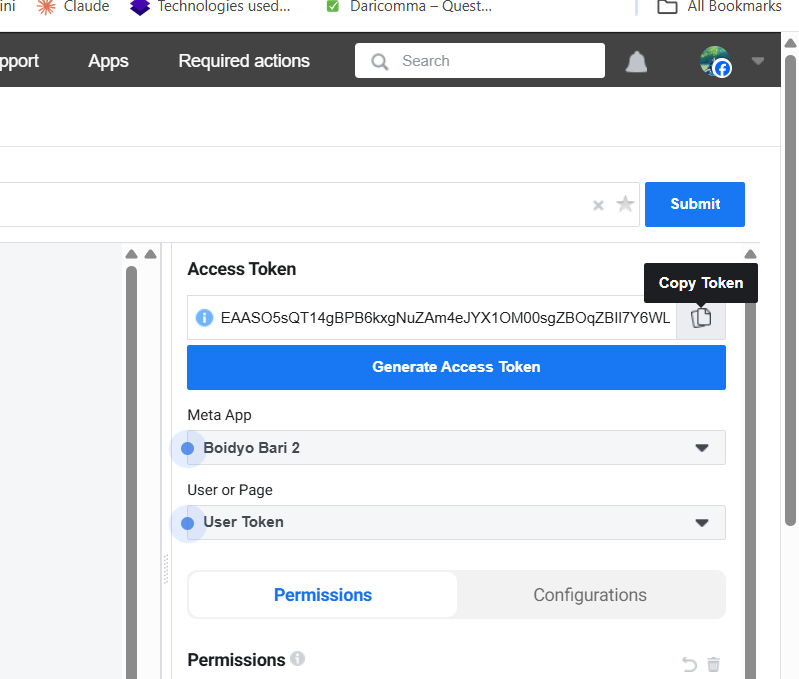 ini Claude Technologies used... Daricomma – Quest... All Bookmarks
pport Apps Required actions Search
Submit
Access Token
Copy Token
EAASO5sQT14gBPB6kxgNuZAm4eJYX1OM00sgZBOqZBII7Y6WL
Generate Access Token
Meta App
Boidyo Bari 2
User or Page
User Token
Permissions Configurations
Permissions